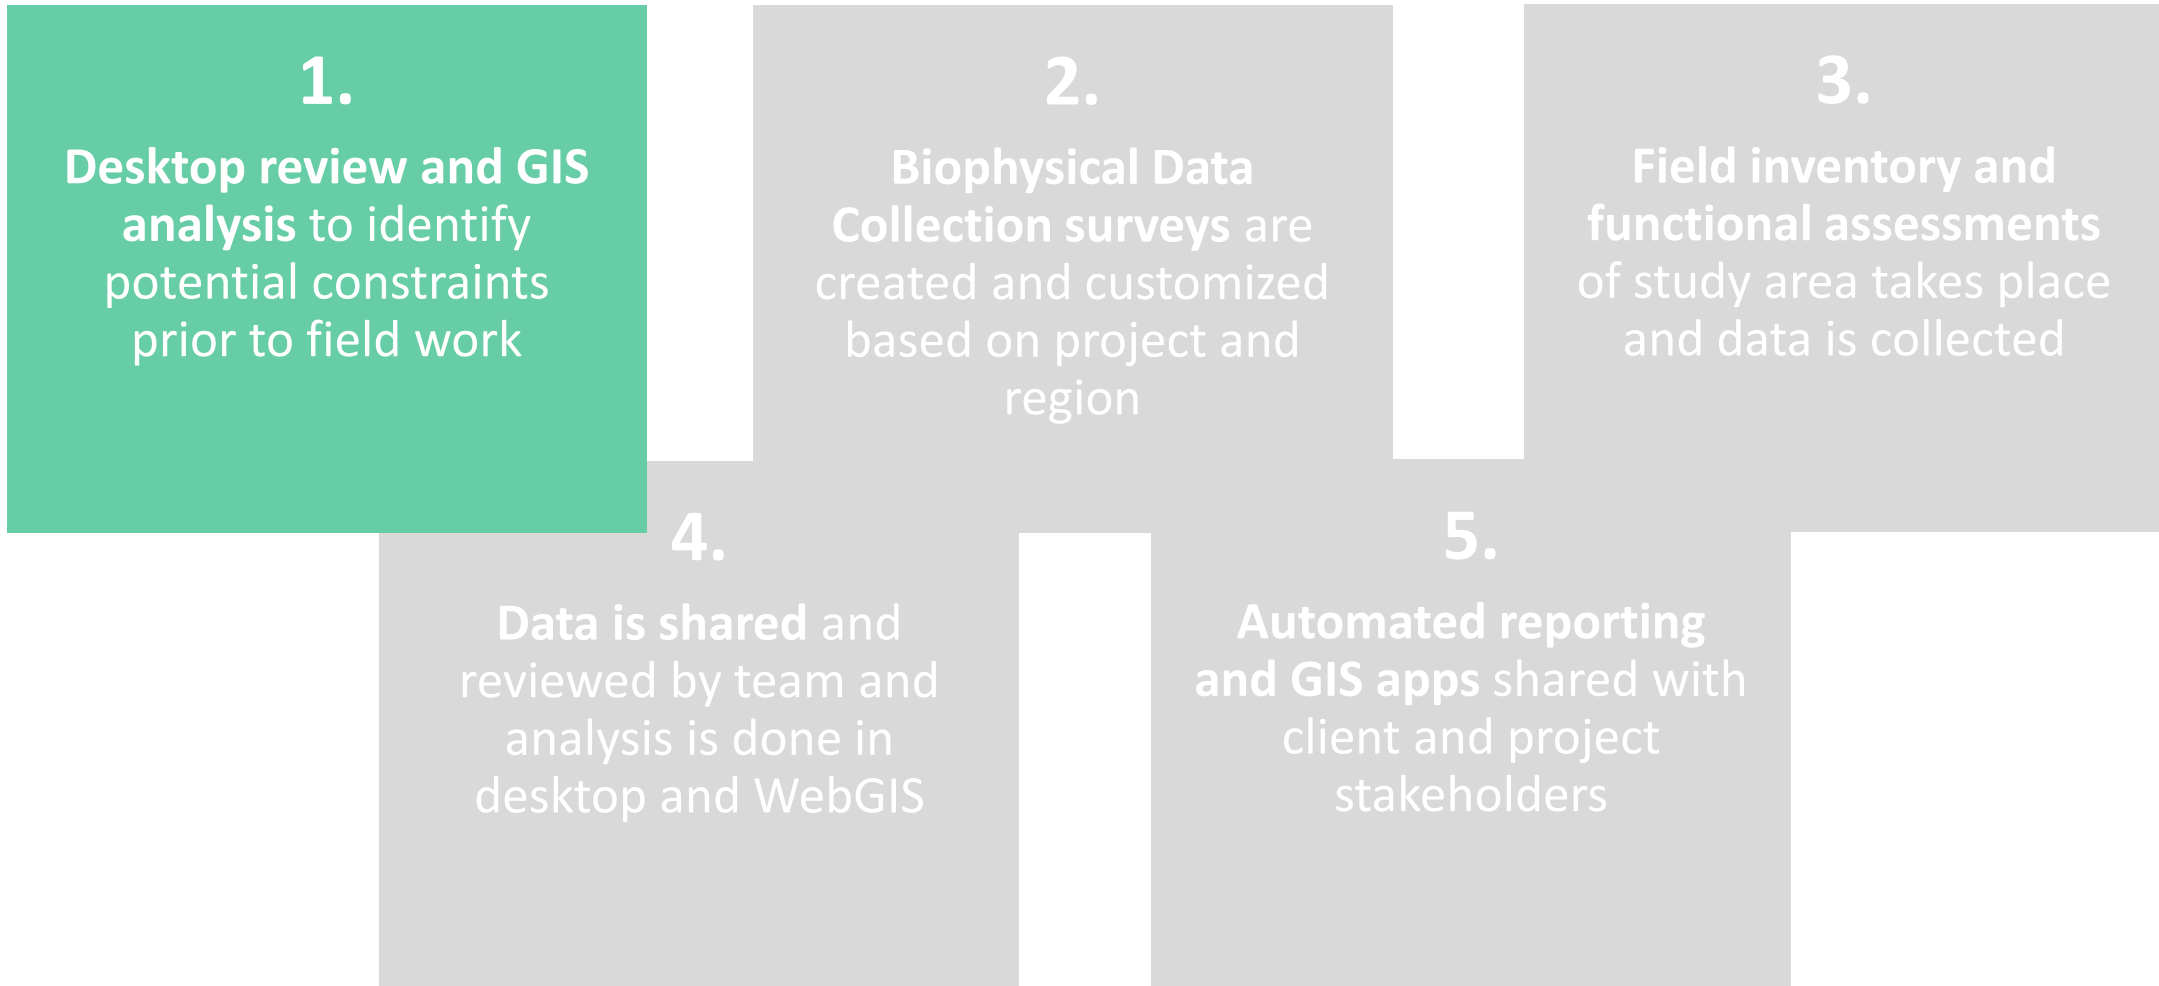 1.
Desktop review and GIS
analysis to identify
potential constraints
prior to field work
2.
Biophysical Data
Collection surveys are
created and customized
based on project and
region
3.
Field inventory and
functional assessments
of study area takes place
and data is collected
4.
Data is shared and
reviewed by team and
analysis is done in
desktop and WebGIS
5.
Automated reporting
and GIS apps shared with
client and project
stakeholders